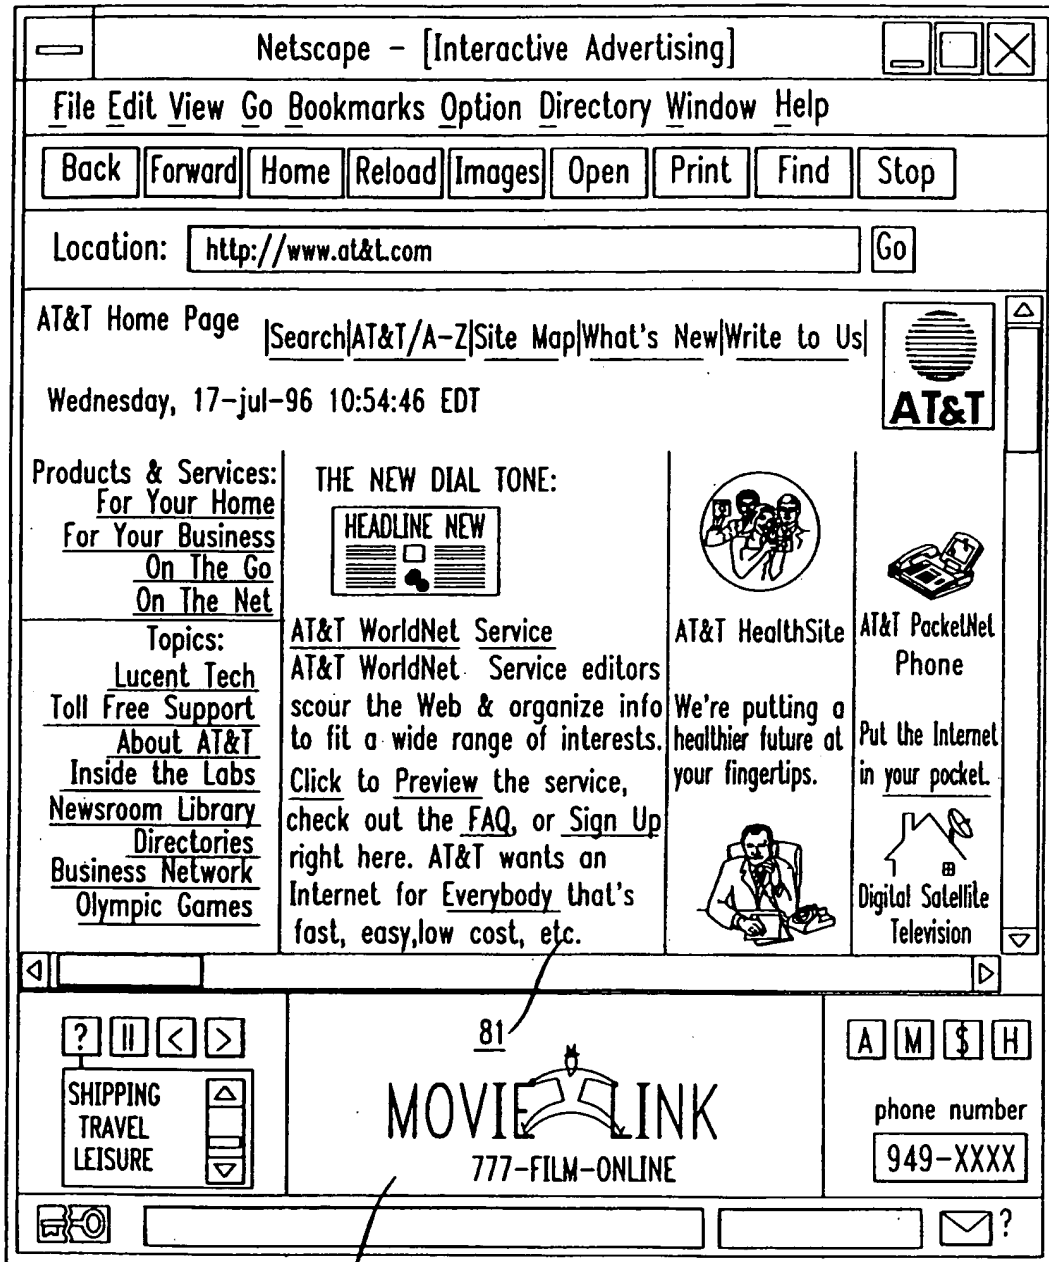 Netscape - [Interactive Advertising]
File Edit View Go Bookmarks Option Directory Window Help
Back Forward Home Reload Images Open Print Find Stop
Location: http://www.at&t.com Go
AT&T Home Page |Search|AT&T/A-Z|Site Map|What's New|Write to Us|
AT&T
Wednesday, 17-jul-96 10:54:46 EDT
Products & Services:
For Your Home
For Your Business
On The Go
On The Net
Topics:
Lucent Tech
Toll Free Support
About AT&T
Inside the Labs
Newsroom Library
Directories
Business Network
Olympic Games
THE NEW DIAL TONE:
HEADLINE NEW
AT&T WorldNet Service
AT&T WorldNet Service editors
scour the Web & organize info
to fit a wide range of interests.
Click to Preview the service,
check out the FAQ, or Sign Up
right here. AT&T wants an
Internet for Everybody that's
fast, easy,low cost, etc.
AT&T HealthSite
We're putting a
healthier future at
your fingertips.
AT&T PocketNet
Phone
Put the Internet
in your pocket.
Digital Satellite
Television
? || < >
SHIPPING
TRAVEL
LEISURE
81
MOVIE LINK
777-FILM-ONLINE
A M $ H
phone number
949-XXXX
?